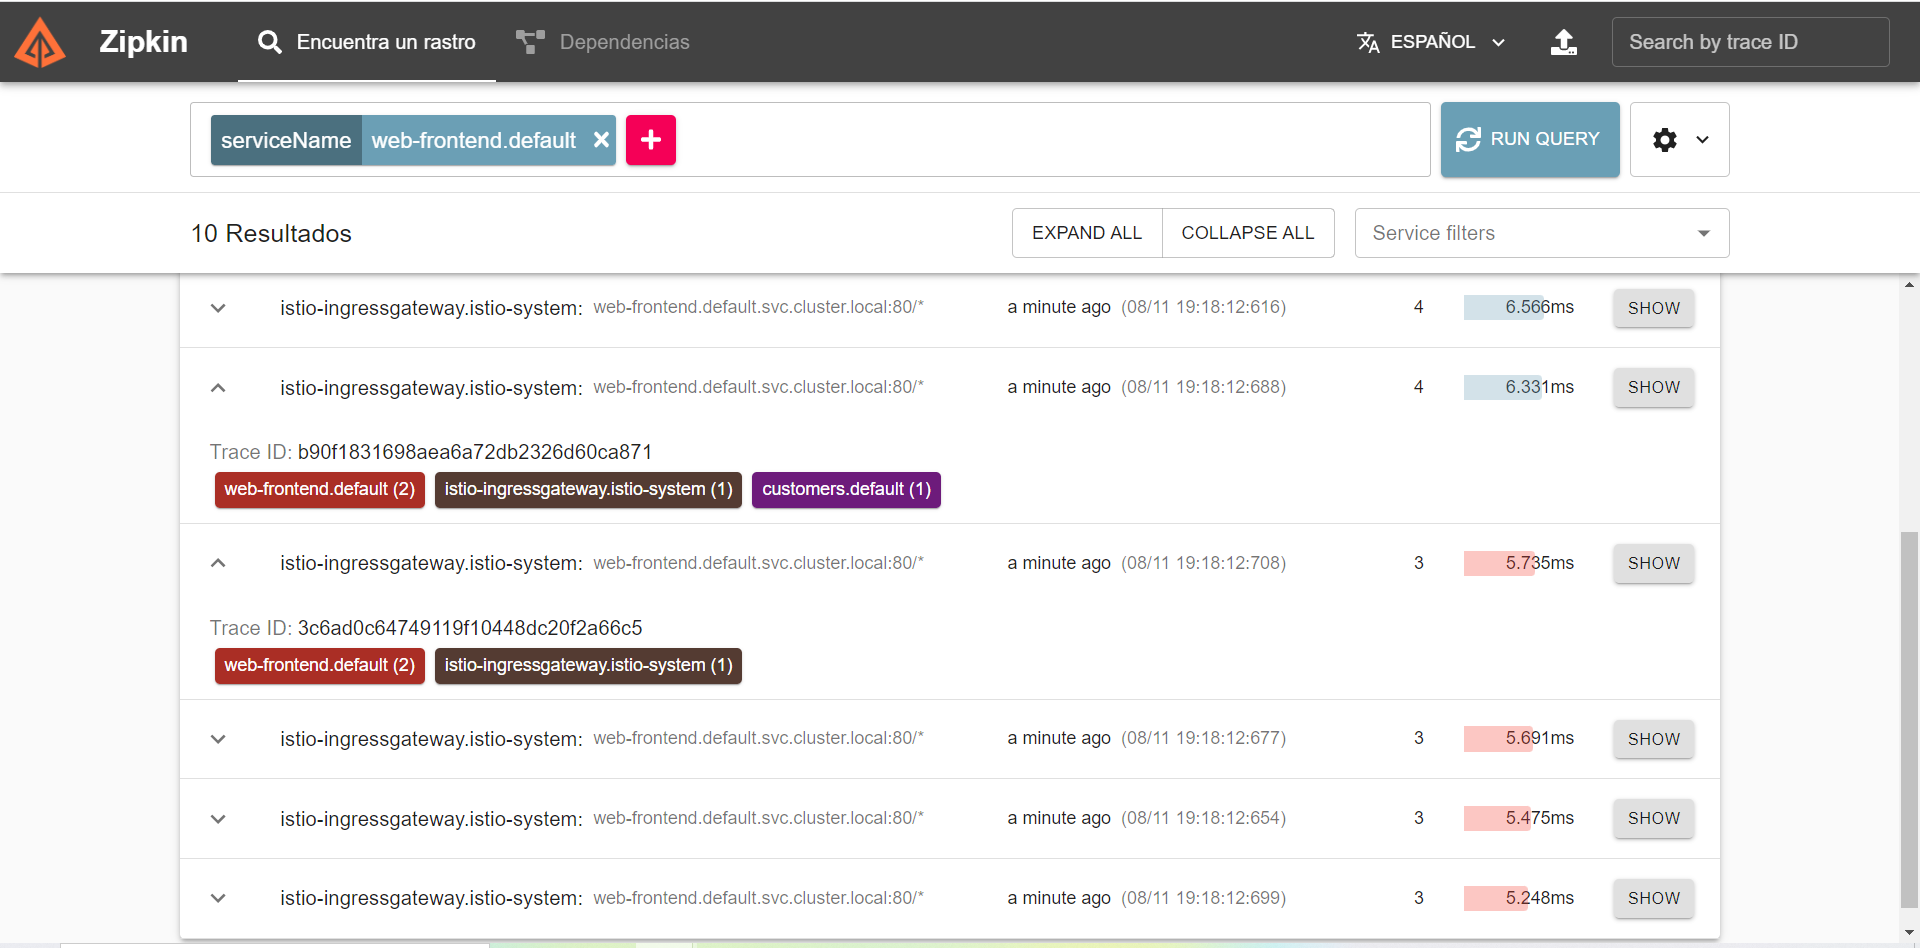 Zipkin Encuentra un rastro Dependencias ESPAÑOL Search by trace ID
serviceName web-frontend.default RUN QUERY
10 Resultados EXPAND ALL COLLAPSE ALL Service filters
istio-ingressgateway.istio-system: web-frontend.default.svc.cluster.local:80/* a minute ago (08/11 19:18:12:616) 4 6.566ms SHOW
istio-ingressgateway.istio-system: web-frontend.default.svc.cluster.local:80/* a minute ago (08/11 19:18:12:688) 4 6.331ms SHOW
Trace ID: b90f1831698aea6a72db2326d60ca871
web-frontend.default (2) istio-ingressgateway.istio-system (1) customers.default (1)
istio-ingressgateway.istio-system: web-frontend.default.svc.cluster.local:80/* a minute ago (08/11 19:18:12:708) 3 5.735ms SHOW
Trace ID: 3c6ad0c64749119f10448dc20f2a66c5
web-frontend.default (2) istio-ingressgateway.istio-system (1)
istio-ingressgateway.istio-system: web-frontend.default.svc.cluster.local:80/* a minute ago (08/11 19:18:12:677) 3 5.691ms SHOW
istio-ingressgateway.istio-system: web-frontend.default.svc.cluster.local:80/* a minute ago (08/11 19:18:12:654) 3 5.475ms SHOW
istio-ingressgateway.istio-system: web-frontend.default.svc.cluster.local:80/* a minute ago (08/11 19:18:12:699) 3 5.248ms SHOW